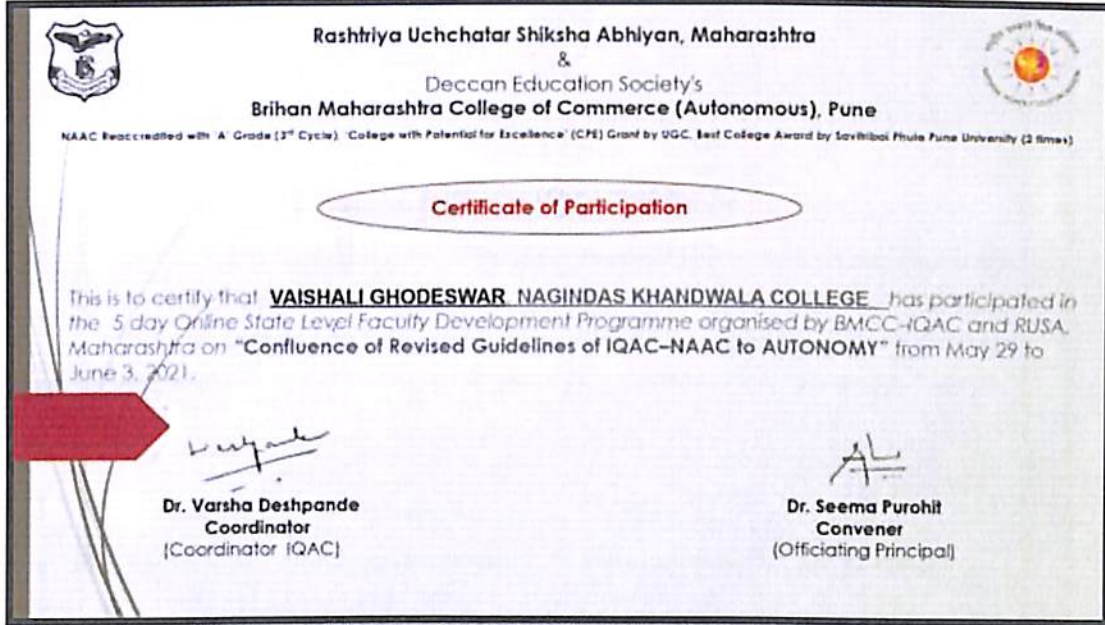 Rashtriya Uchchatar Shiksha Abhiyan, Maharashtra
&
Deccan Education Society's
Brihan Maharashtra College of Commerce (Autonomous), Pune
NAAC Reaccredited with 'A' Grade (3rd Cycle), 'College with Potential for Excellence' (CPE) Grant by UGC, Best College Award by Savitribai Phule Pune University (2 times)
Certificate of Participation
This is to certify that VAISHALI GHODESWAR NAGINDAS KHANDWALA COLLEGE has participated in
the 5 day Online State Level Faculty Development Programme organised by BMCC-IQAC and RUSA,
Maharashtra on "Confluence of Revised Guidelines of IQAC-NAAC to AUTONOMY" from May 29 to
June 3, 2021.
Dr. Varsha Deshpande
Coordinator
(Coordinator IQAC)
Dr. Seema Purohit
Convener
(Officiating Principal)